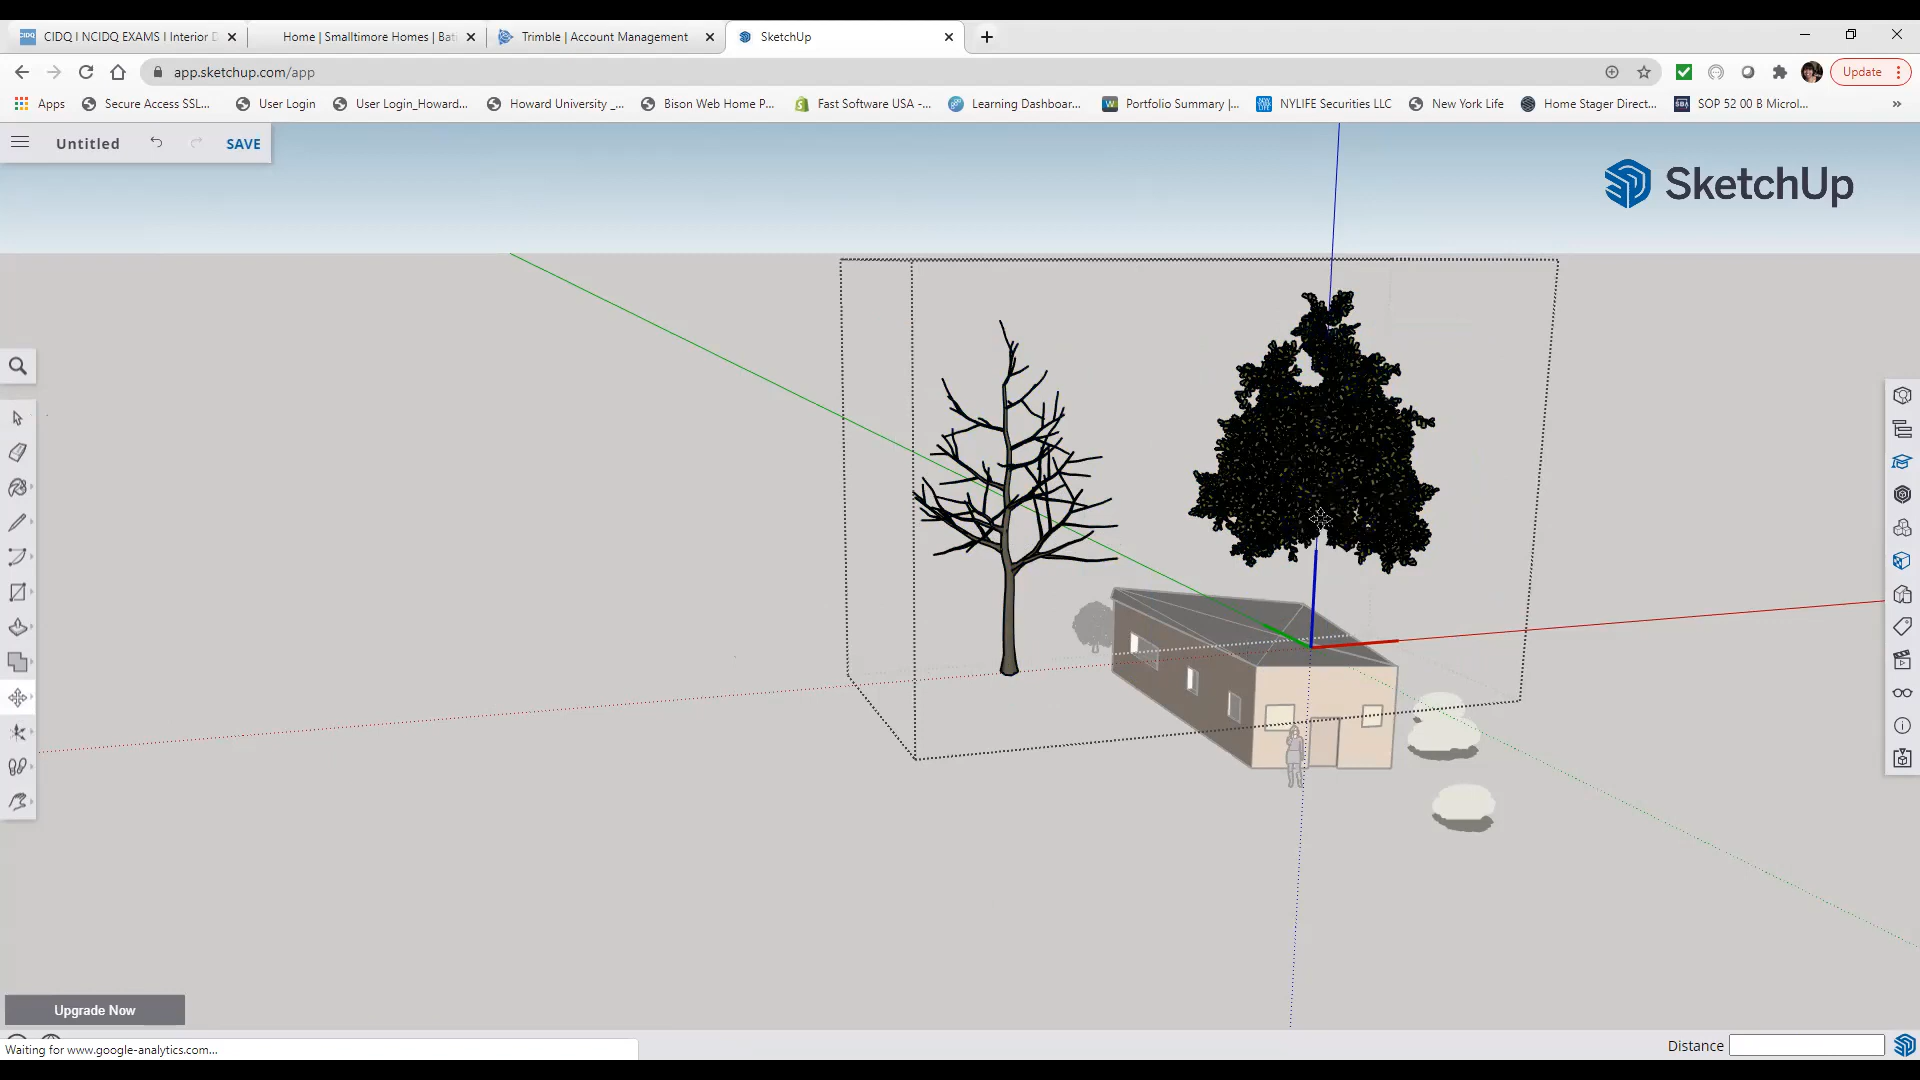 CIDQ I NCIDQ EXAMS I Interior D
Home | Smalltimore Homes | Balt
Trimble | Account Management
SketchUp
app.sketchup.com/app
Update
Apps
Secure Access SSL...
User Login
User Login_Howard...
Howard University _...
Bison Web Home P...
Fast Software USA -...
Learning Dashboar...
Portfolio Summary |...
NYLIFE Securities LLC
New York Life
Home Stager Direct...
SOP 52 00 B Microl...
»
Untitled
SAVE
SketchUp
Upgrade Now
Waiting for www.google-analytics.com...
Distance